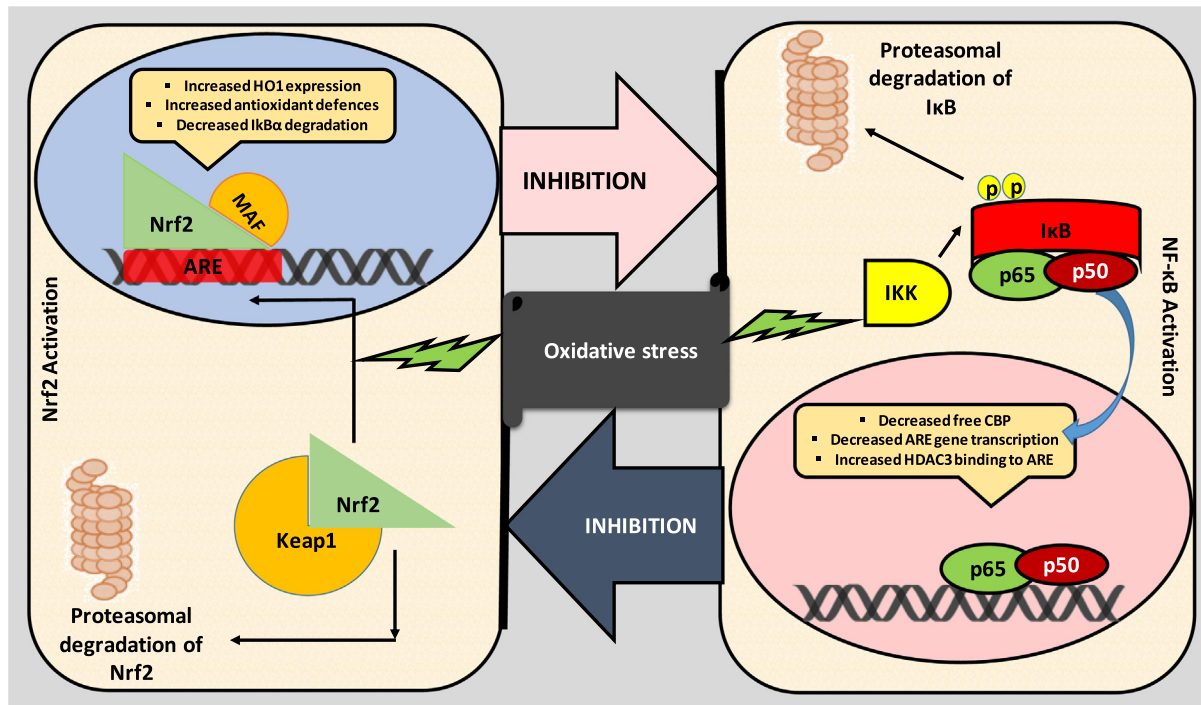 Nrf2 Activation
▪ Increased HO1 expression
▪ Increased antioxidant defences
▪ Decreased IkBα degradation
Nrf2
MAF
ARE
Nrf2
Keap1
Proteasomal
degradation of
Nrf2
INHIBITION
Oxidative stress
INHIBITION
Proteasomal
degradation of
IκB
p p
IκB
p65 p50
IKK
NF-κB Activation
▪ Decreased free CBP
▪ Decreased ARE gene transcription
▪ Increased HDAC3 binding to ARE
p65 p50